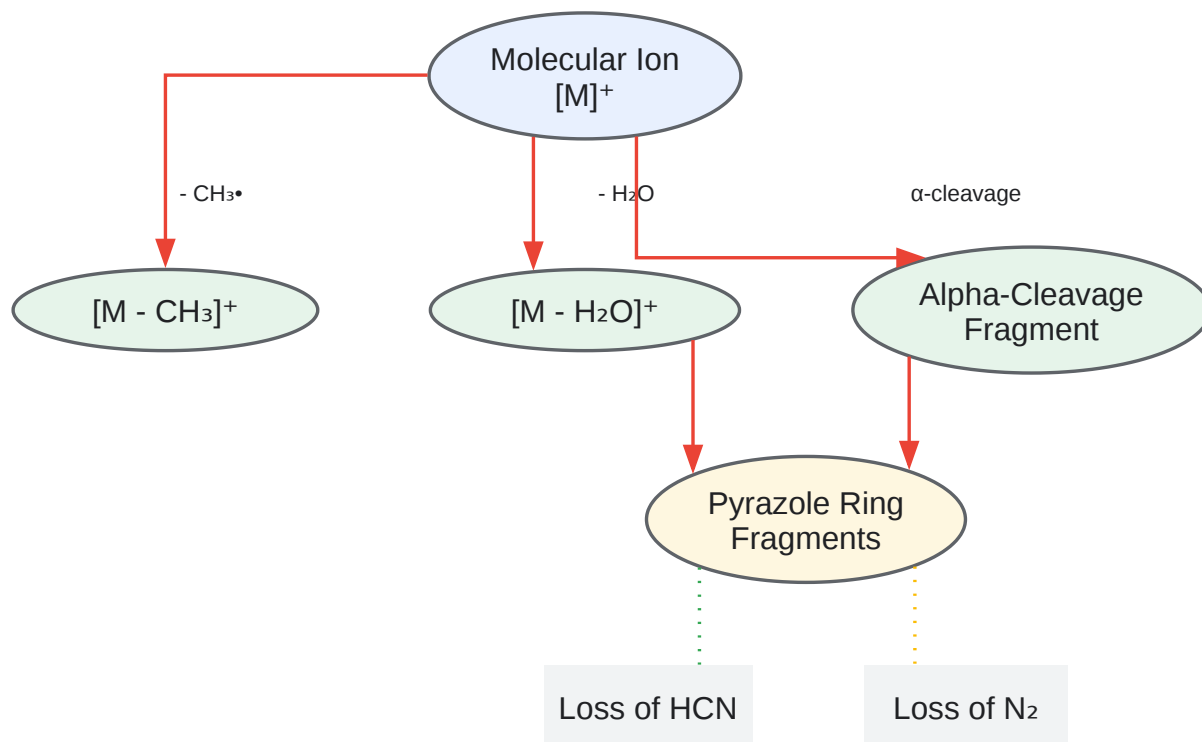 Molecular Ion
[M]⁺
- CH₃•
- H₂O
α-cleavage
[M - CH₃]⁺
[M - H₂O]⁺
Alpha-Cleavage
Fragment
Pyrazole Ring
Fragments
Loss of HCN
Loss of N₂